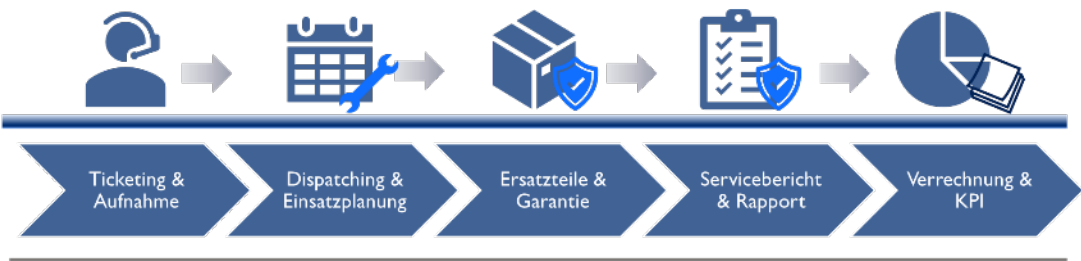 Ticketing &
Aufnahme
Dispatching &
Einsatzplanung
Ersatzteile &
Garantie
Servicebericht
& Rapport
Verrechnung &
KPI